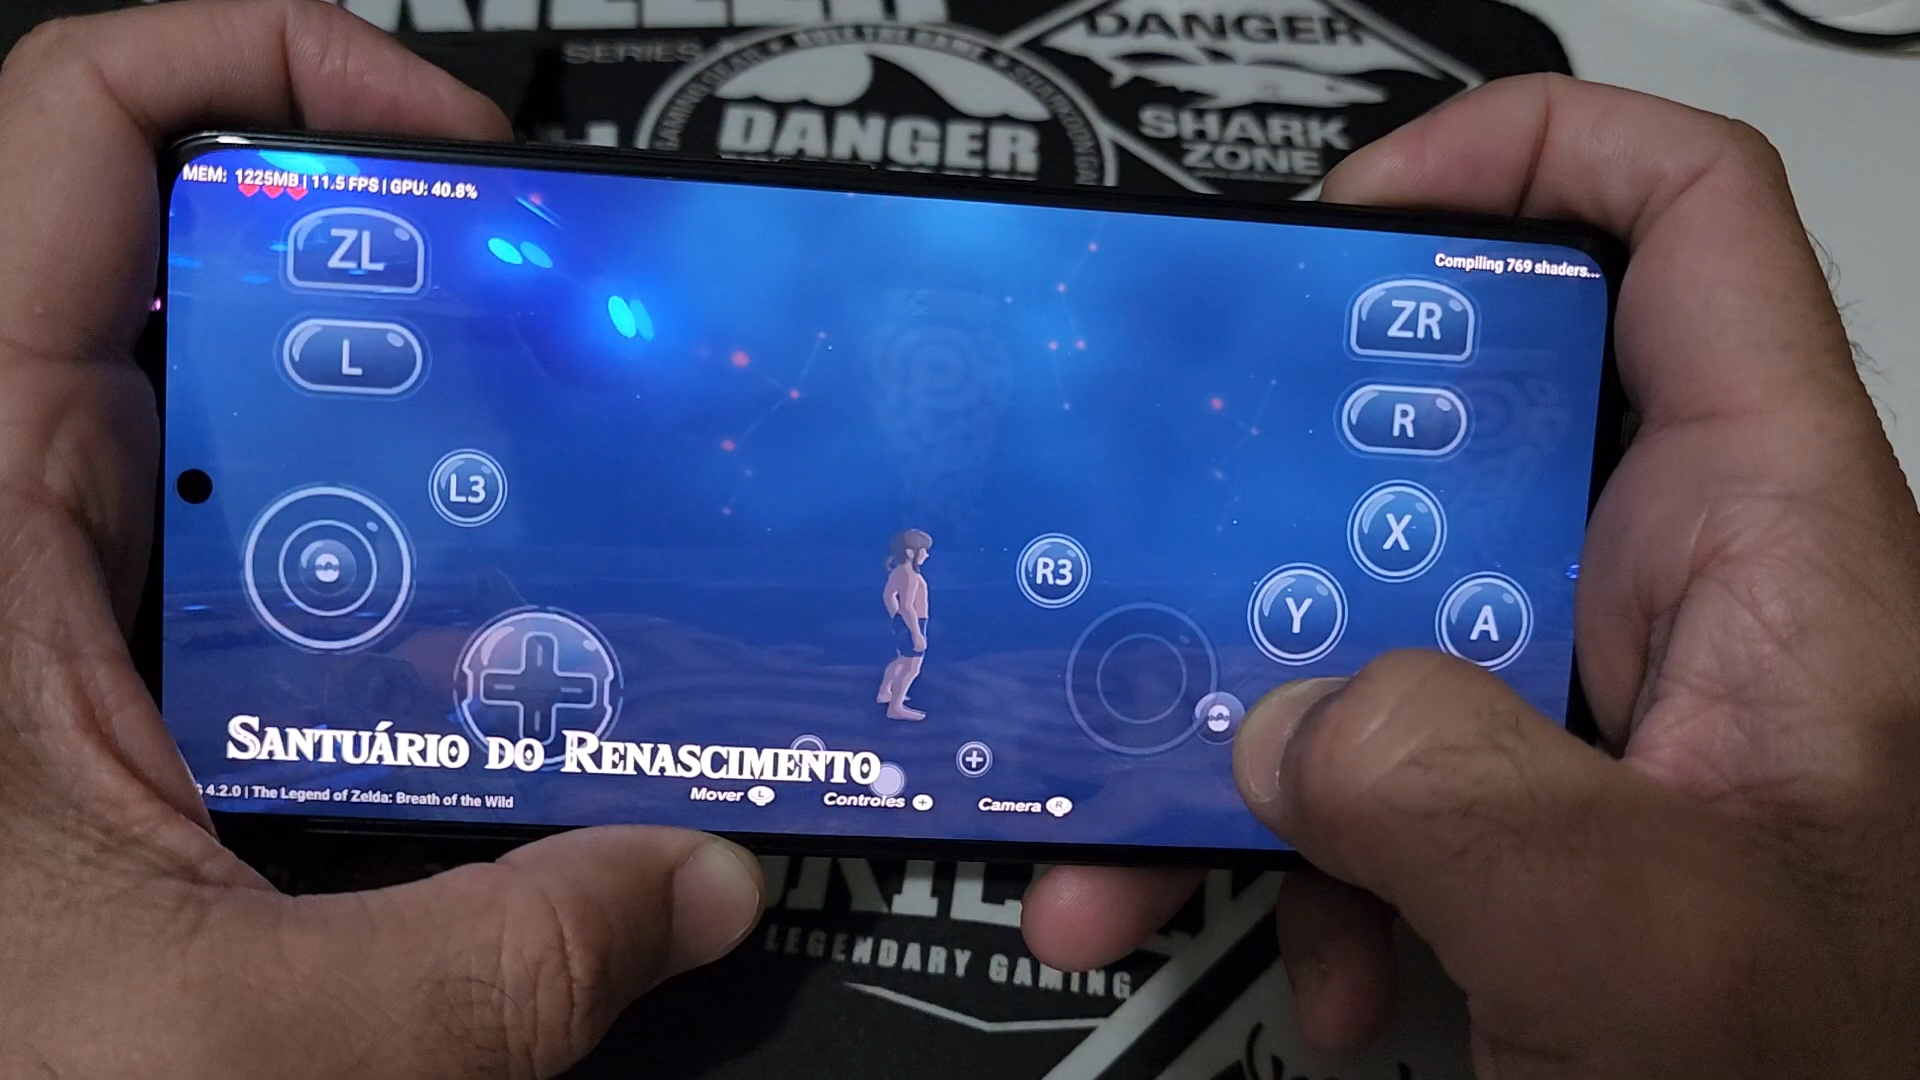 SERIES
DANGER
GAMING GEAR
DANGER
SHARK
ZONE
MEM: 1225MB | 11.5 FPS | GPU: 40.8%
Compiling 769 shaders...
ZL
ZR
L
R
L3
X
R3
Y
A
SANTUÁRIO DO RENASCIMENTO
+
Mover L
Controles +
Camera R
4.2.0 | The Legend of Zelda: Breath of the Wild
LEGENDARY GAMING